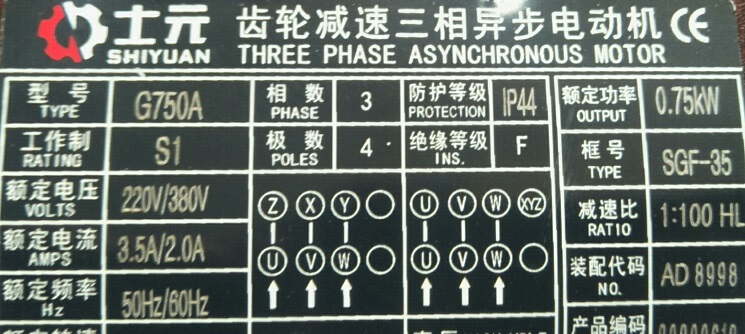 士元
SHIYUAN
齿轮减速三相异步电动机 CE
THREE PHASE ASYNCHRONOUS MOTOR
型号 TYPE G750A
相数 PHASE 3
防护等级 PROTECTION IP44
额定功率 OUTPUT 0.75kW
工作制 RATING S1
极数 POLES 4
绝缘等级 INS. F
框号 TYPE SGF-35
额定电压 VOLTS 220V/380V
减速比 RATIO 1:100 HL
额定电流 AMPS 3.5A/2.0A
装配代码 NO. AD 8998
额定频率 Hz 50Hz/60Hz
产品编码
Z X Y
U V W
U V W XYZ
U V W